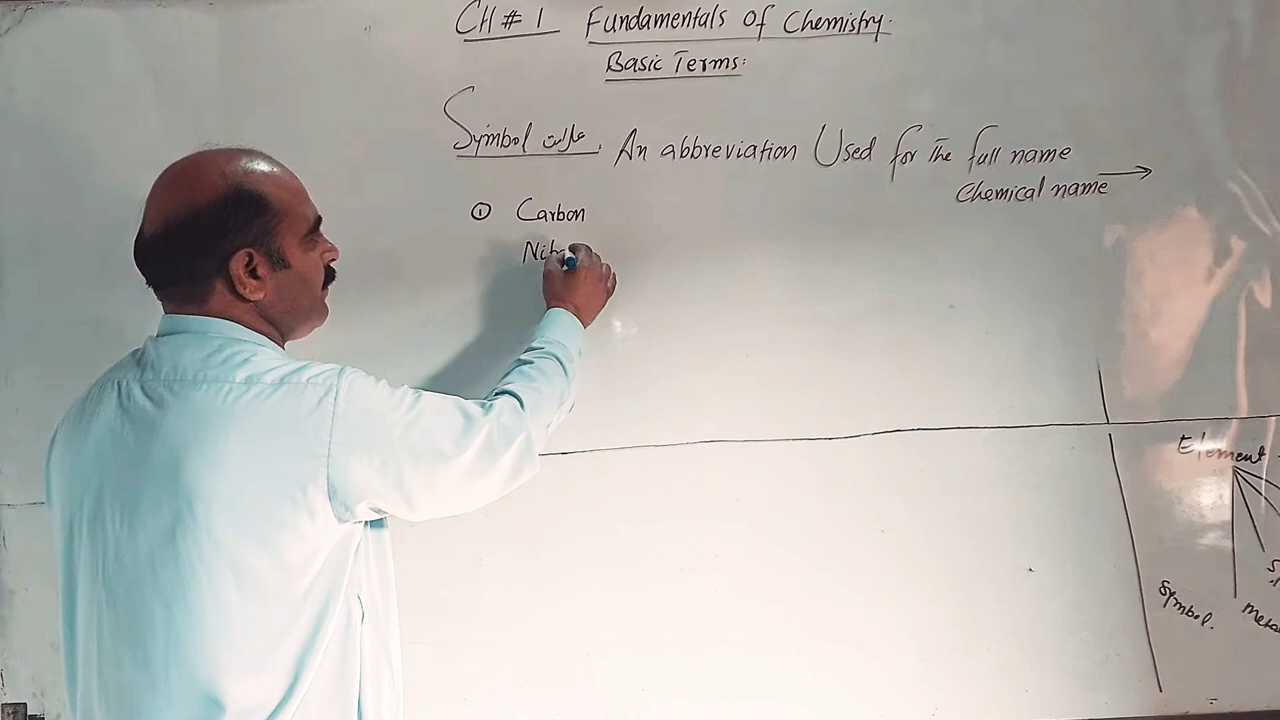 CH # 1 Fundamentals of Chemistry.
Basic Terms:
Symbol علامت. An abbreviation Used for The full name
Chemical name →
① Carbon
Nit
Element
Symbol.